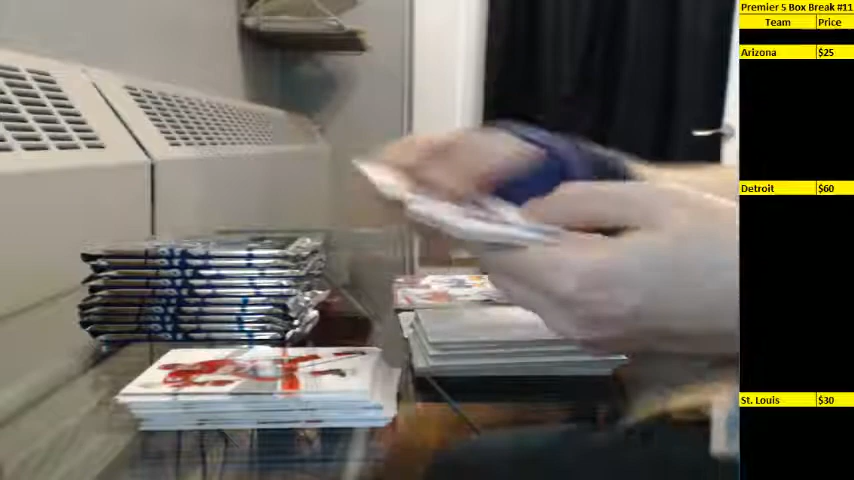 Premier 5 Box Break #11
Team Price
Arizona $25
Detroit $60
St. Louis $30